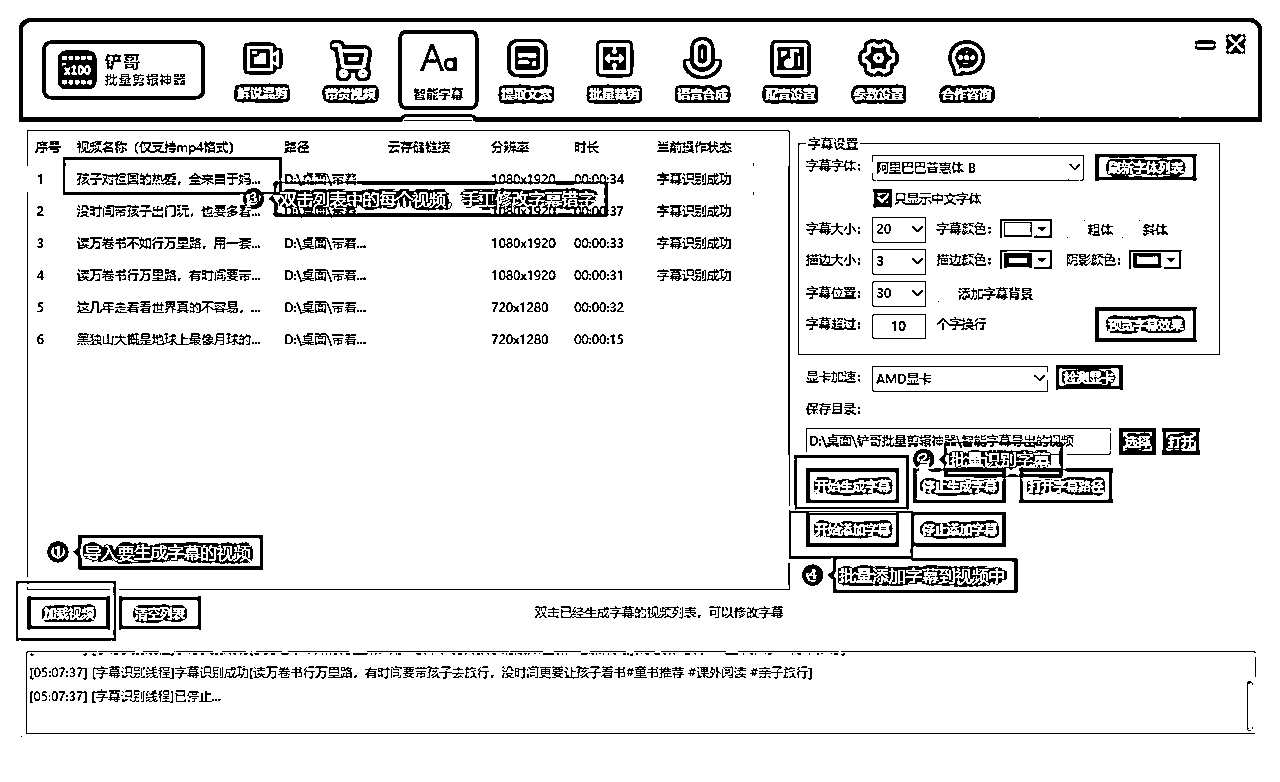 x100
铲哥
批量剪辑神器
解说混剪
带货视频
Aa
智能字幕
提取文案
批量裁剪
语音合成
配音设置
参数设置
合作咨询
序号 视频名称（仅支持mp4格式） 路径 云存储链接 分辨率 时长 当前操作状态
1 孩子对祖国的热爱，全来自于妈... D:\桌面\带着... 1080x1920 00:00:34 字幕识别成功
③ 双击列表中的每个视频，手工修改字幕错字
2 没时间带孩子出门玩，也要多看... 字幕识别成功
3 读万卷书不如行万里路，用一套... D:\桌面\带着... 1080x1920 00:00:33 字幕识别成功
4 读万卷书行万里路，有时间要带... D:\桌面\带着... 1080x1920 00:00:31 字幕识别成功
5 这几年走着看世界真的不容易，... D:\桌面\带着... 720x1280 00:00:32
6 黑独山大概是地球上最像月球的... D:\桌面\带着... 720x1280 00:00:15
① 导入要生成字幕的视频
加载视频 清空列表
双击已经生成字幕的视频列表，可以修改字幕
字幕设置
字幕字体： 阿里巴巴普惠体 B 刷新字体列表
只显示中文字体
字幕大小： 20 字幕颜色： 粗体 斜体
描边大小： 3 描边颜色： 阴影颜色：
字幕位置： 30 添加字幕背景
字幕超过： 10 个字换行 预览字幕效果
显卡加速： AMD显卡 检测显卡
保存目录：
D:\桌面\铲哥批量剪辑神器\智能字幕导出的视频 选择 打开
② 批量识别字幕
开始生成字幕 停止生成字幕 打开字幕路径
开始添加字幕 停止添加字幕
④ 批量添加字幕到视频中
[05:07:37] [字幕识别线程]字幕识别成功[读万卷书行万里路，有时间要带孩子去旅行，没时间更要让孩子看书#童书推荐 #课外阅读 #亲子旅行]
[05:07:37] [字幕识别线程]已停止...